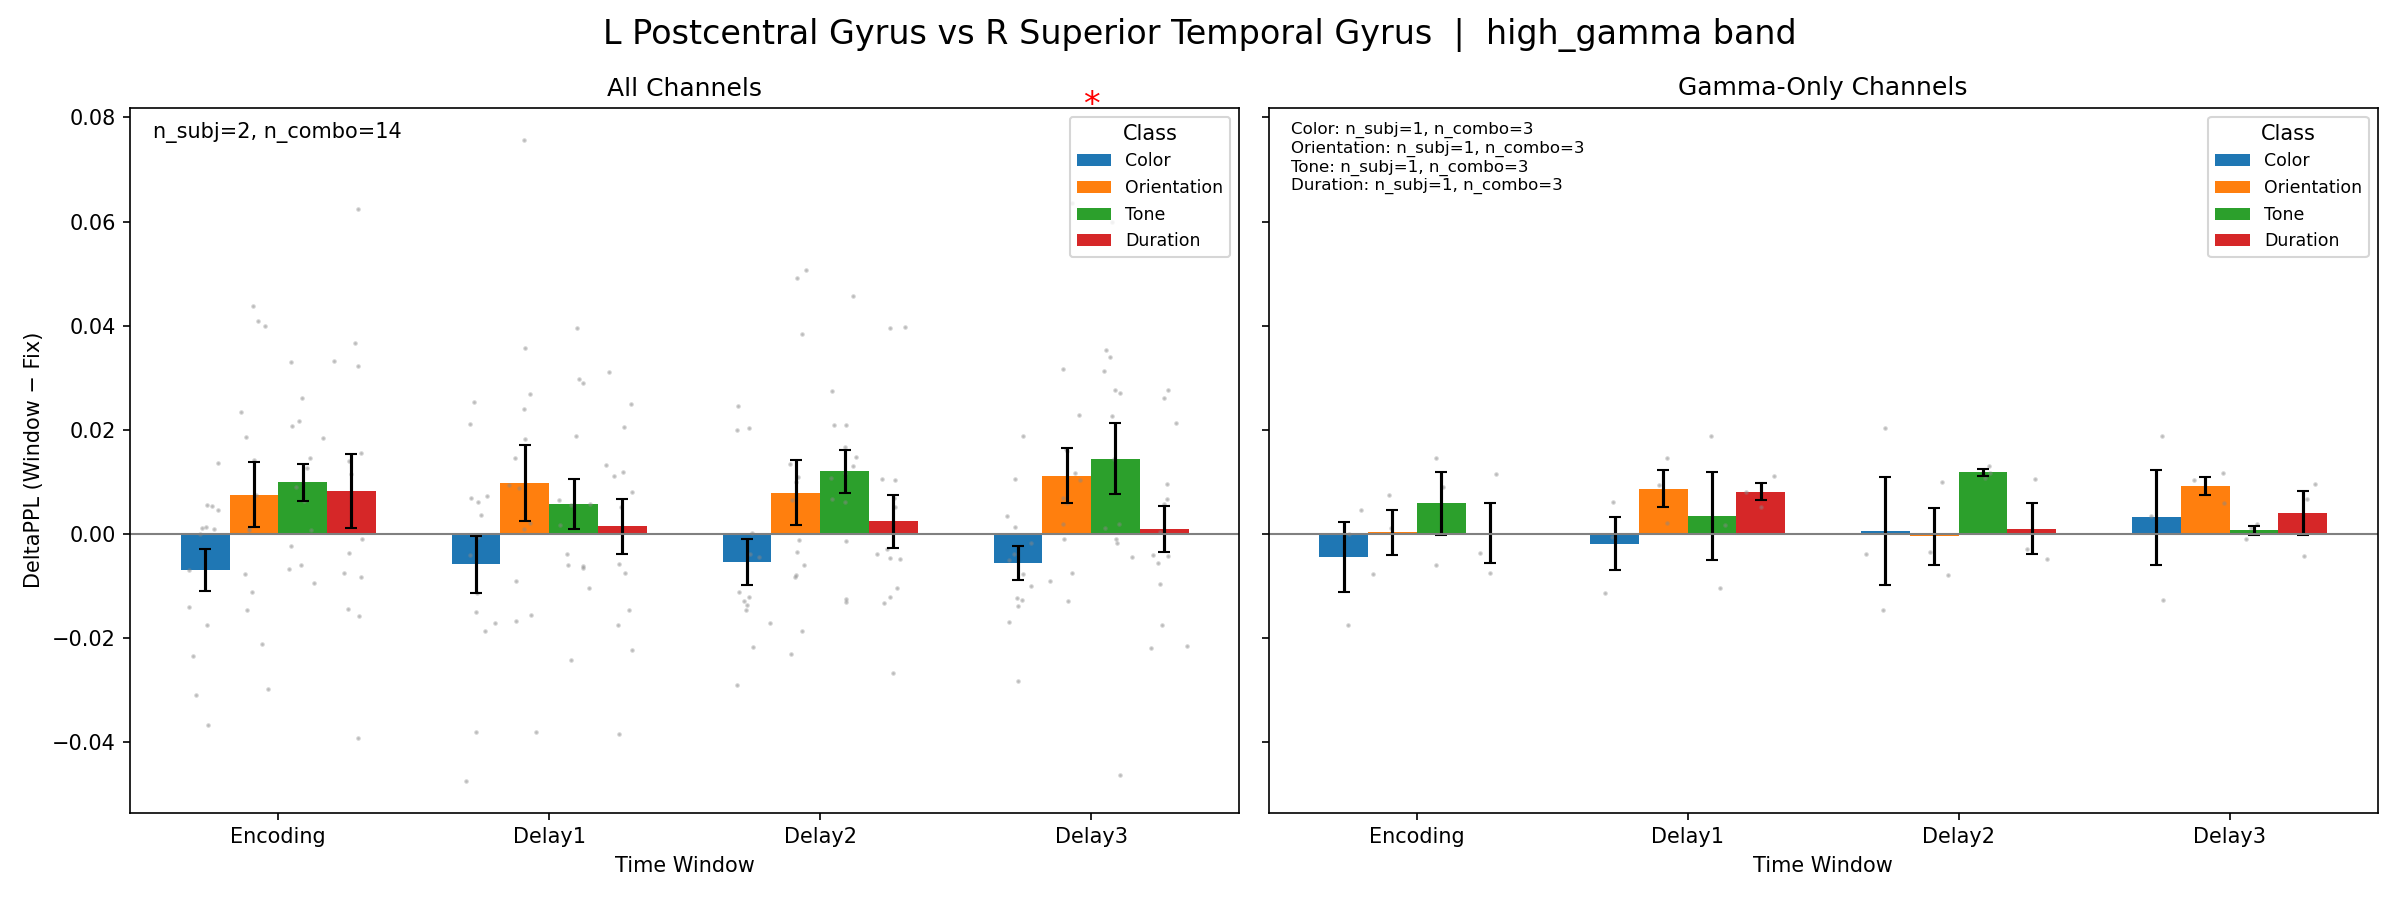 L Postcentral Gyrus vs R Superior Temporal Gyrus | high_gamma band
All Channels
*
n_subj=2, n_combo=14
Class
Color
Orientation
Tone
Duration
0.08
0.06
0.04
0.02
0.00
−0.02
−0.04
DeltaPPL (Window − Fix)
Encoding
Delay1
Delay2
Delay3
Time Window
Gamma-Only Channels
Color: n_subj=1, n_combo=3
Orientation: n_subj=1, n_combo=3
Tone: n_subj=1, n_combo=3
Duration: n_subj=1, n_combo=3
Class
Color
Orientation
Tone
Duration
Encoding
Delay1
Delay2
Delay3
Time Window